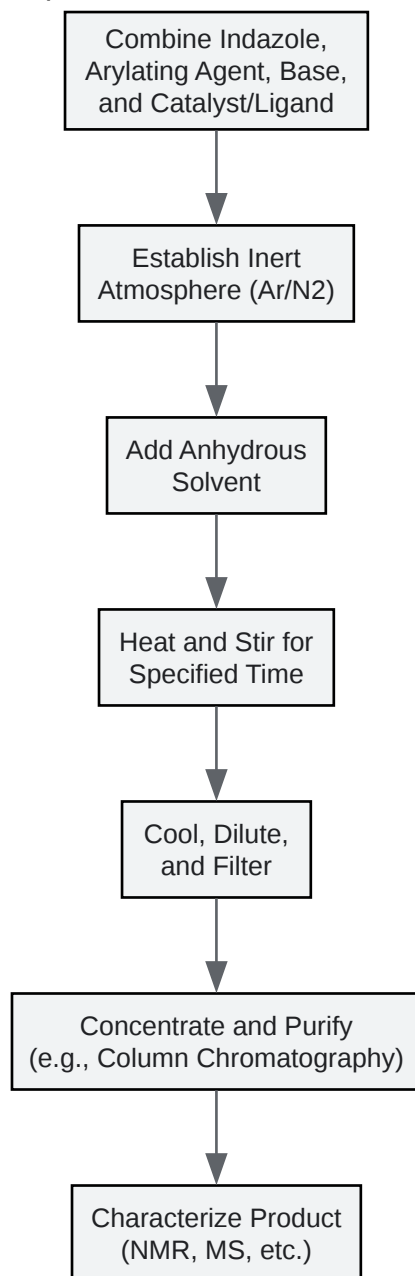 Combine Indazole,
Arylating Agent, Base,
and Catalyst/Ligand
Establish Inert
Atmosphere (Ar/N2)
Add Anhydrous
Solvent
Heat and Stir for
Specified Time
Cool, Dilute,
and Filter
Concentrate and Purify
(e.g., Column Chromatography)
Characterize Product
(NMR, MS, etc.)